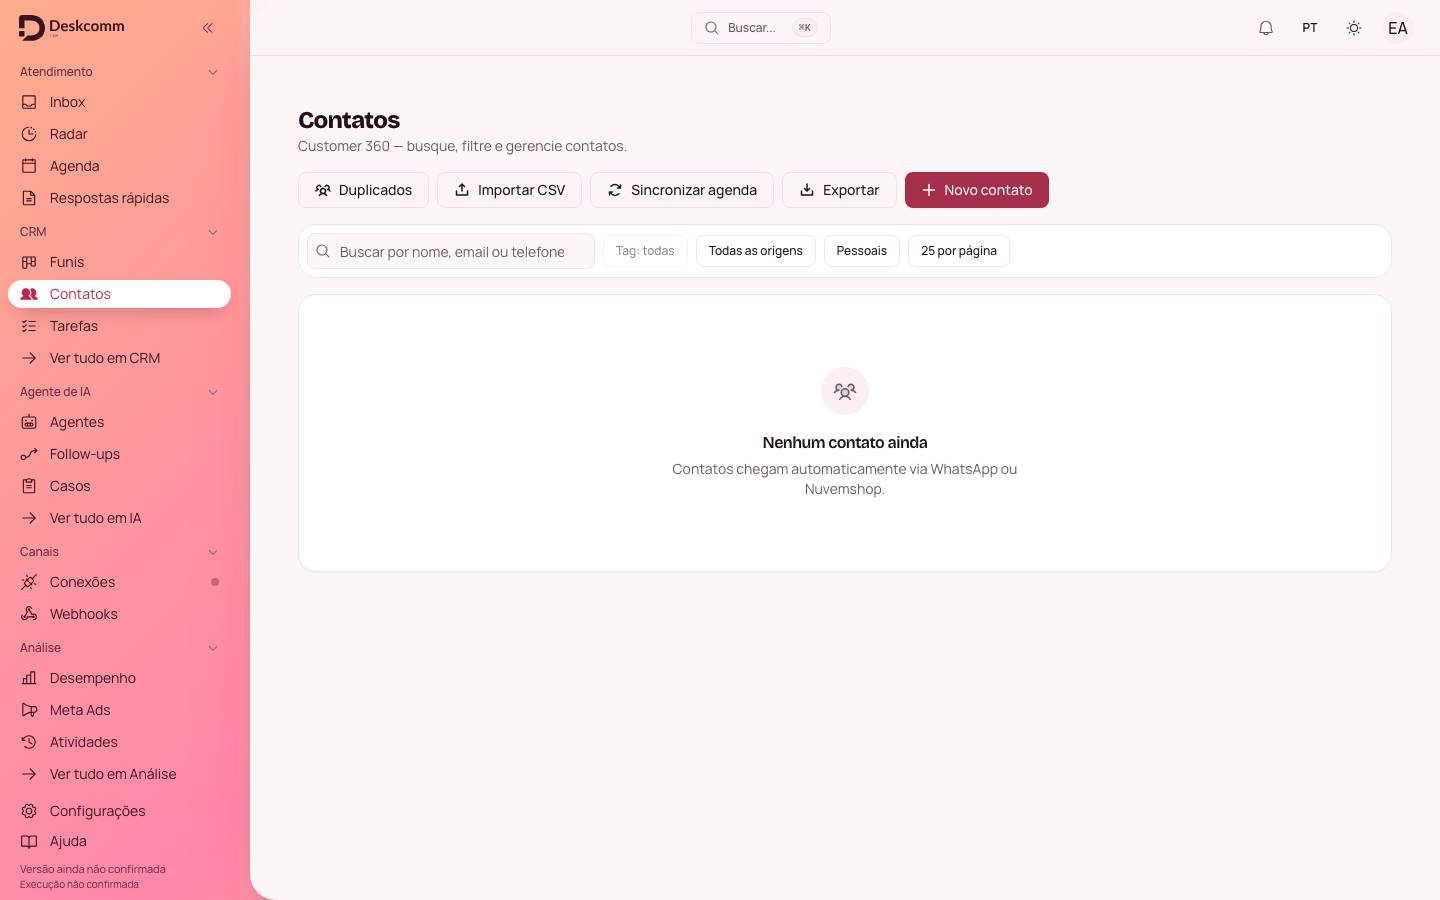 Deskcomm
Buscar...
⌘K
PT
EA
Atendimento
Inbox
Radar
Agenda
Respostas rápidas
CRM
Funis
Contatos
Tarefas
Ver tudo em CRM
Agente de IA
Agentes
Follow-ups
Casos
Ver tudo em IA
Canais
Conexões
Webhooks
Análise
Desempenho
Meta Ads
Atividades
Ver tudo em Análise
Configurações
Ajuda
Versão ainda não confirmada
Execução não confirmada
Contatos
Customer 360 — busque, filtre e gerencie contatos.
Duplicados
Importar CSV
Sincronizar agenda
Exportar
Novo contato
Buscar por nome, email ou telefone
Tag: todas
Todas as origens
Pessoais
25 por página
Nenhum contato ainda
Contatos chegam automaticamente via WhatsApp ou
Nuvemshop.